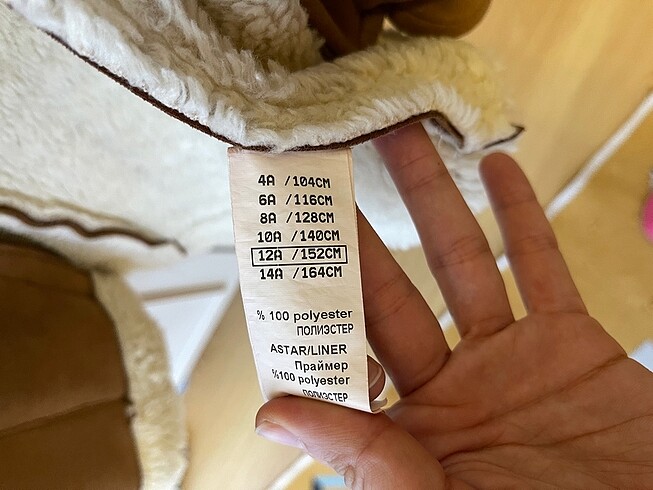 4A /104CM
6A /116CM
8A /128CM
10A /140CM
12A /152CM
14A /164CM
% 100 polyester
ПОЛИЭСТЕР
ASTAR/LINER
Праймер
%100 polyester
ПОЛИЭСТЕР